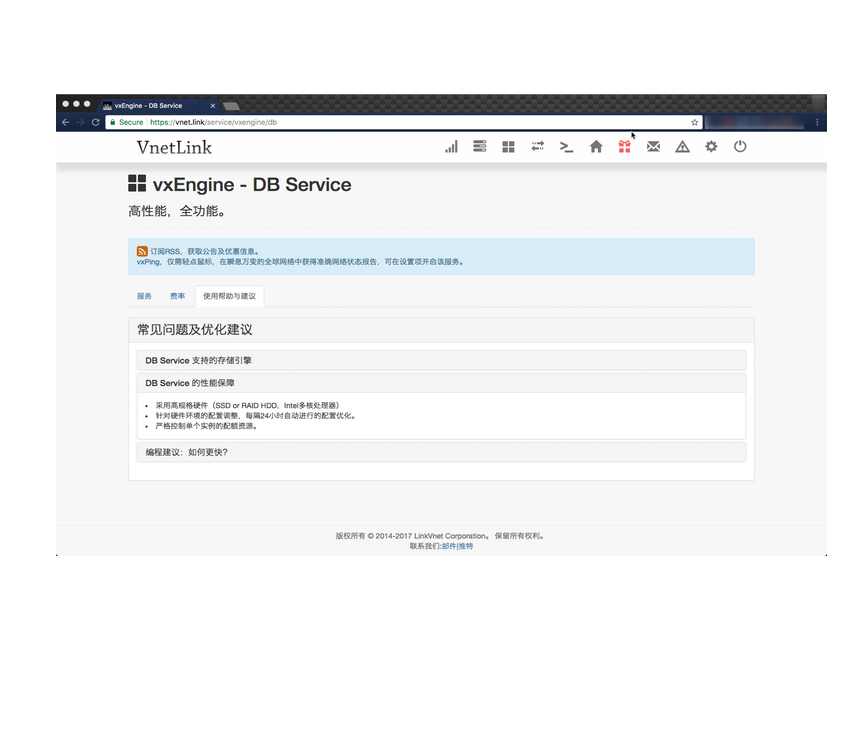 vxEngine - DB Service
Secure https://vnet.link/service/vxengine/db
VnetLink
vxEngine - DB Service
高性能，全功能。
订阅RSS，获取公告及优惠信息。
vxPing，仅需轻点鼠标，在瞬息万变的全球网络中获得准确网络状态报告，可在设置项开启该服务。
服务 费率 使用帮助与建议
常见问题及优化建议
DB Service 支持的存储引擎
DB Service 的性能保障
• 采用高规格硬件（SSD or RAID HDD，Intel多核处理器）
• 针对硬件环境的配置调整，每隔24小时自动进行的配置优化。
• 严格控制单个实例的配额资源。
编程建议：如何更快？
版权所有 © 2014-2017 LinkVnet Corporation。 保留所有权利。
联系我们:邮件|推特